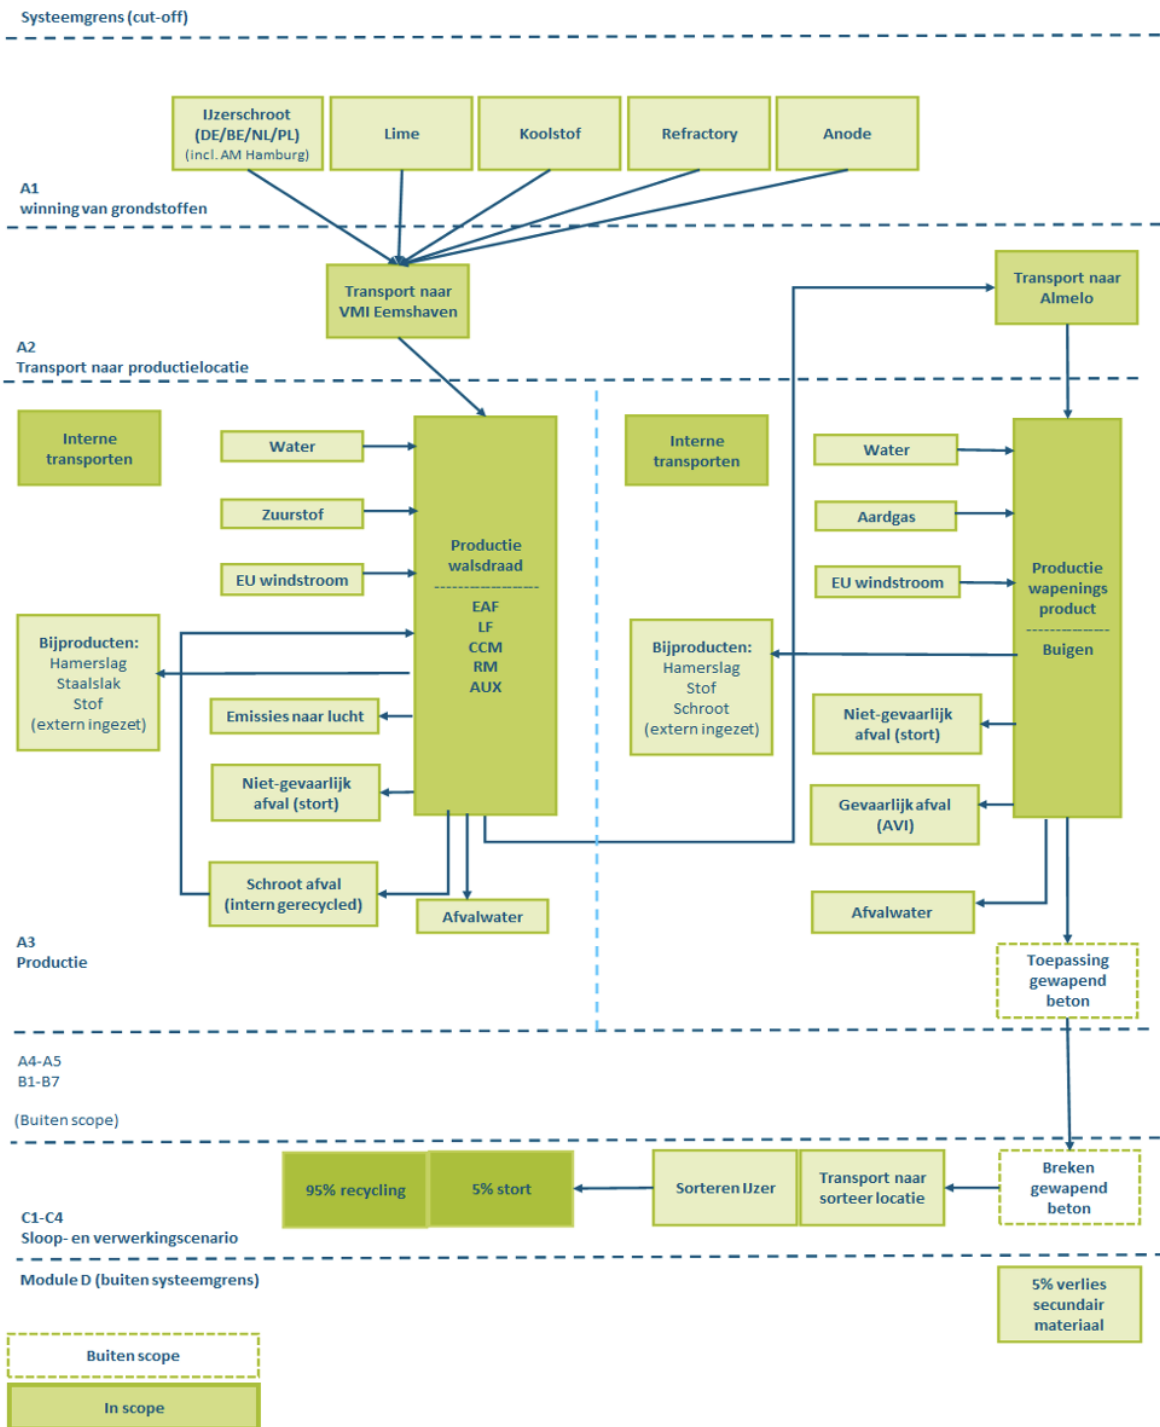 Systeemgrens (cut-off)
IJzerschroot
(DE/BE/NL/PL)
(incl. AM Hamburg)
Lime
Koolstof
Refractory
Anode
A1
winning van grondstoffen
Transport naar
VMI Eemshaven
Transport naar
Almelo
A2
Transport naar productielocatie
Interne
transporten
Water
Zuurstof
EU windstroom
Productie
walsdraad
EAF
LF
CCM
RM
AUX
Bijproducten:
Hamerslag
Staalslak
Stof
(extern ingezet)
Emissies naar lucht
Niet-gevaarlijk
afval (stort)
Schroot afval
(intern gerecycled)
Afvalwater
Interne
transporten
Water
Aardgas
EU windstroom
Productie
wapenings
product
Buigen
Bijproducten:
Hamerslag
Stof
Schroot
(extern ingezet)
Niet-gevaarlijk
afval (stort)
Gevaarlijk afval
(AVI)
Afvalwater
A3
Productie
Toepassing
gewapend
beton
A4-A5
B1-B7
(Buiten scope)
95% recycling
5% stort
Sorteren IJzer
Transport naar
sorteer locatie
Breken
gewapend
beton
C1-C4
Sloop- en verwerkingscenario
Module D (buiten systeemgrens)
5% verlies
secundair
materiaal
Buiten scope
In scope